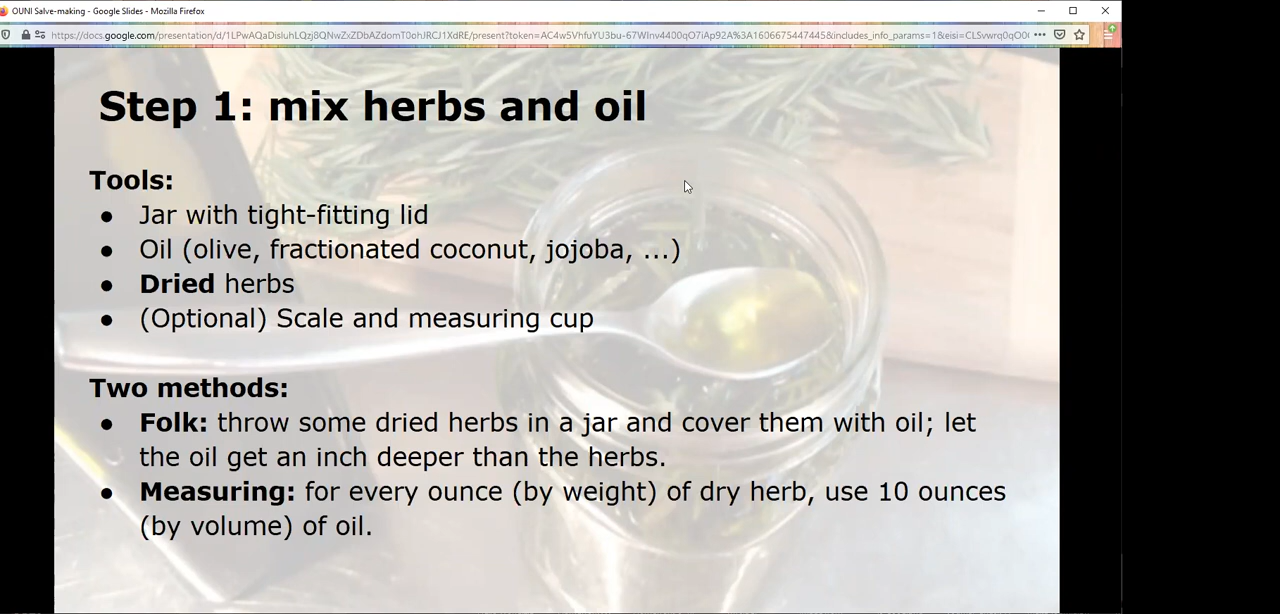 OUNI Salve-making - Google Slides - Mozilla Firefox
Step 1: mix herbs and oil
Tools:
● Jar with tight-fitting lid
● Oil (olive, fractionated coconut, jojoba, ...)
● Dried herbs
● (Optional) Scale and measuring cup
Two methods:
● Folk: throw some dried herbs in a jar and cover them with oil; let
the oil get an inch deeper than the herbs.
● Measuring: for every ounce (by weight) of dry herb, use 10 ounces
(by volume) of oil.